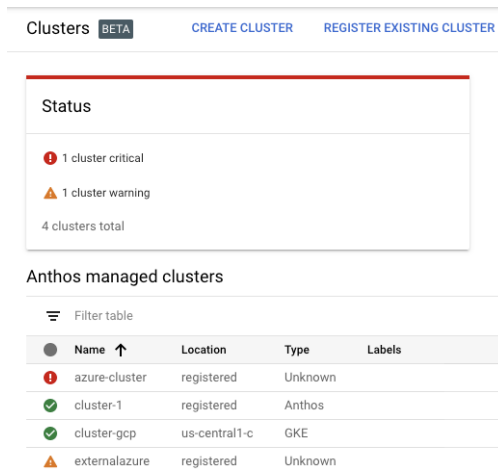 Clusters BETA CREATE CLUSTER REGISTER EXISTING CLUSTER
Status
1 cluster critical
1 cluster warning
4 clusters total
Anthos managed clusters
Filter table
Name Location Type Labels
azure-cluster registered Unknown
cluster-1 registered Anthos
cluster-gcp us-central1-c GKE
externalazure registered Unknown